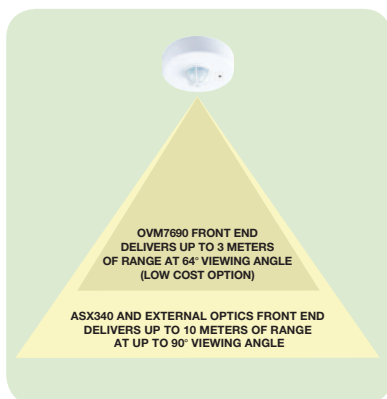 OVM7690 FRONT END
DELIVERS UP TO 3 METERS
OF RANGE AT 64° VIEWING ANGLE
(LOW COST OPTION)
ASX340 AND EXTERNAL OPTICS FRONT END
DELIVERS UP TO 10 METERS OF RANGE
AT UP TO 90° VIEWING ANGLE